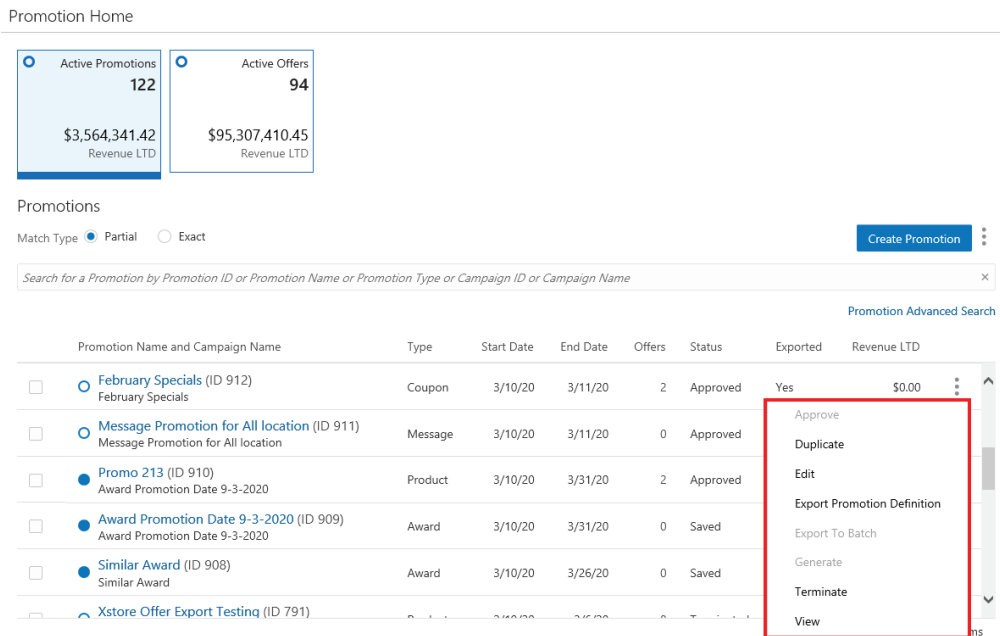 Promotion Home
Active Promotions
122
$3,564,341.42
Revenue LTD
Active Offers
94
$95,307,410.45
Revenue LTD
Promotions
Match Type Partial Exact
Create Promotion
Search for a Promotion by Promotion ID or Promotion Name or Promotion Type or Campaign ID or Campaign Name ×
Promotion Advanced Search
Promotion Name and Campaign Name Type Start Date End Date Offers Status Exported Revenue LTD
February Specials (ID 912)
February Specials
Coupon 3/10/20 3/11/20 2 Approved Yes $0.00
Message Promotion for All location (ID 911)
Message Promotion for All location
Message 3/10/20 3/11/20 0 Approved
Promo 213 (ID 910)
Award Promotion Date 9-3-2020
Product 3/10/20 3/31/20 2 Approved
Award Promotion Date 9-3-2020 (ID 909)
Award Promotion Date 9-3-2020
Award 3/10/20 3/31/20 0 Saved
Similar Award (ID 908)
Similar Award
Award 3/10/20 3/26/20 0 Saved
Xstore Offer Export Testing (ID 791)
Approve
Duplicate
Edit
Export Promotion Definition
Export To Batch
Generate
Terminate
View